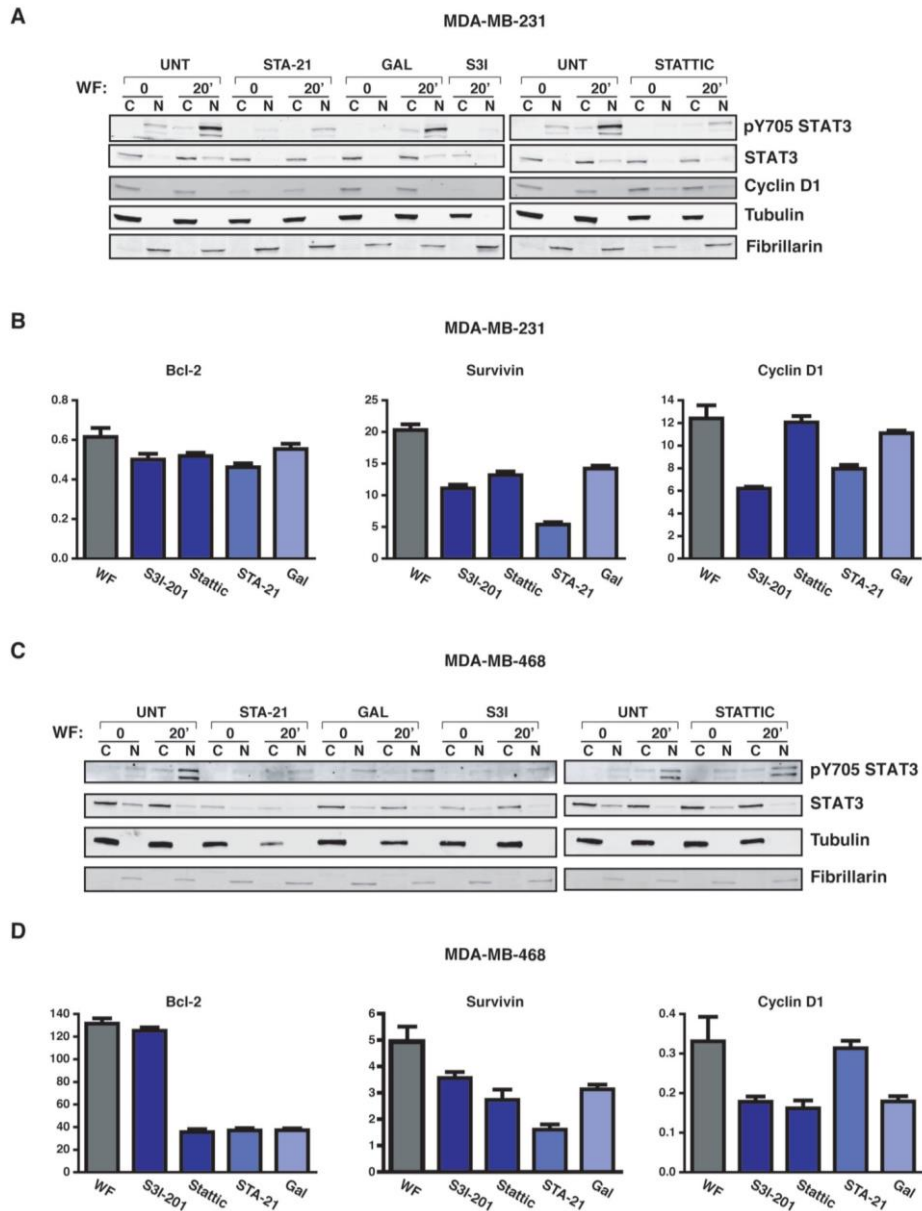 A
MDA-MB-231
UNT STA-21 GAL S3I UNT STATTIC
WF: 0 20' 0 20' 0 20' 20' 0 20' 0 20'
C N C N C N C N C N C N C N C N C N C N C N
pY705 STAT3
STAT3
Cyclin D1
Tubulin
Fibrillarin
B
MDA-MB-231
Bcl-2
0.8
0.6
0.4
0.2
0.0
WF S3I-201 Stattic STA-21 Gal
Survivin
25
20
15
10
5
0
WF S3I-201 Stattic STA-21 Gal
Cyclin D1
14
12
10
8
6
4
2
0
WF S3I-201 Stattic STA-21 Gal
C
MDA-MB-468
UNT STA-21 GAL S3I UNT STATTIC
WF: 0 20' 0 20' 0 20' 0 20' 0 20' 0 20'
C N C N C N C N C N C N C N C N C N C N C N C N
pY705 STAT3
STAT3
Tubulin
Fibrillarin
D
MDA-MB-468
Bcl-2
140
120
100
80
60
40
20
0
WF S3I-201 Stattic STA-21 Gal
Survivin
6
5
4
3
2
1
0
WF S3I-201 Stattic STA-21 Gal
Cyclin D1
0.4
0.3
0.2
0.1
0.0
WF S3I-201 Stattic STA-21 Gal